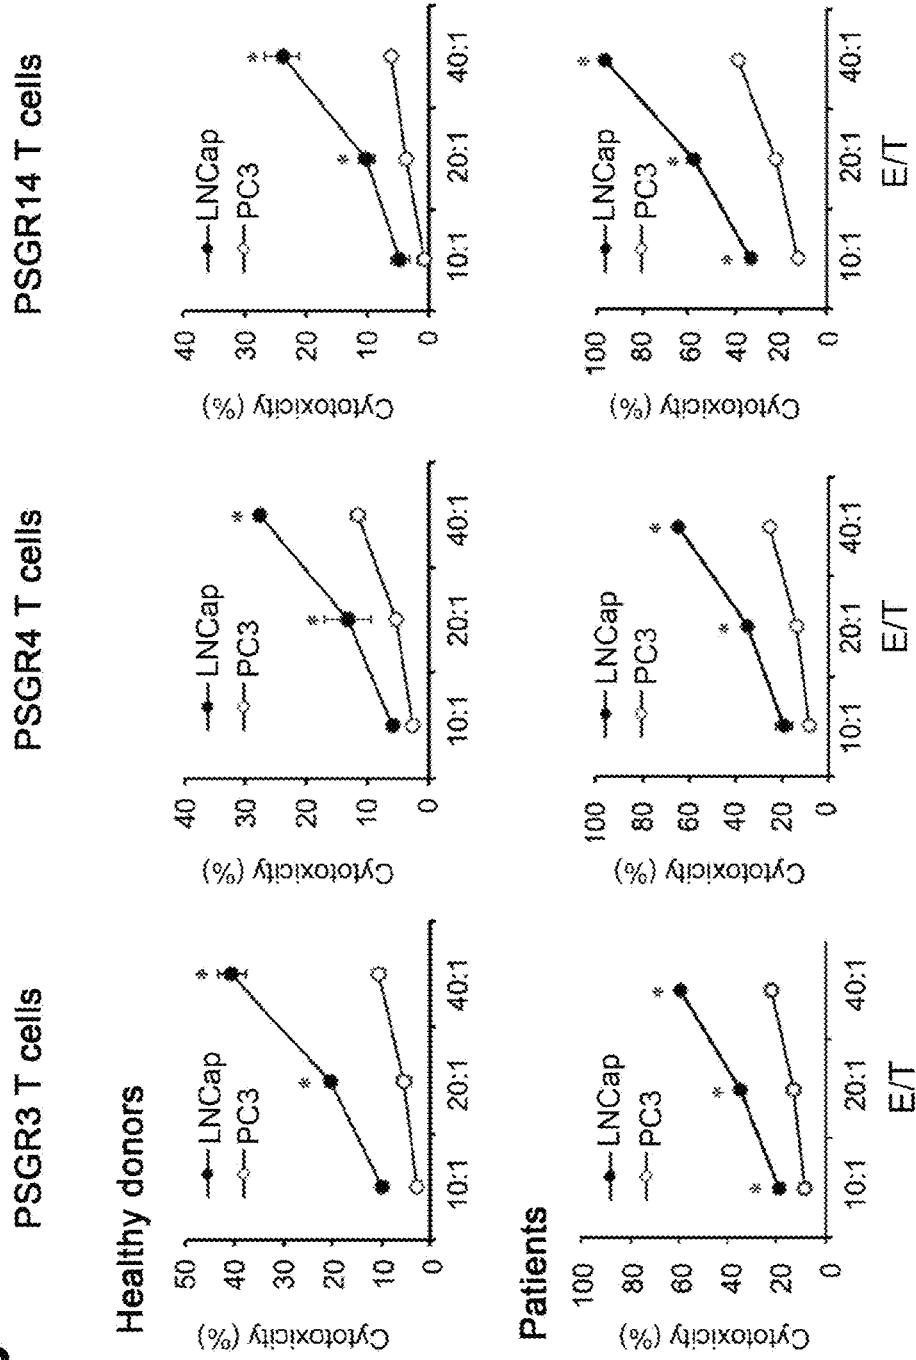 PSGR3 T cells
PSGR4 T cells
PSGR14 T cells
Healthy donors
Cytotoxicity (%)
50
40
30
20
10
0
LNCap
PC3
*
*
10:1
20:1
40:1
Cytotoxicity (%)
40
30
20
10
0
LNCap
PC3
*
*
10:1
20:1
40:1
Cytotoxicity (%)
40
30
20
10
0
LNCap
PC3
*
*
10:1
20:1
40:1
Patients
Cytotoxicity (%)
100
80
60
40
20
0
LNCap
PC3
*
*
*
10:1
20:1
40:1
E/T
Cytotoxicity (%)
100
80
60
40
20
0
LNCap
PC3
*
*
10:1
20:1
40:1
E/T
Cytotoxicity (%)
100
80
60
40
20
0
LNCap
PC3
*
*
*
10:1
20:1
40:1
E/T